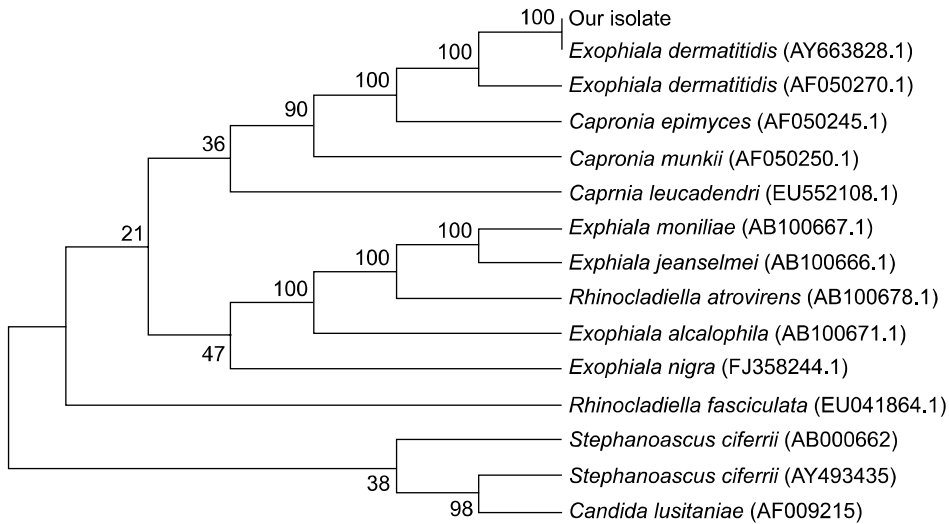 100 Our isolate
100 Exophiala dermatitidis (AY663828.1)
100 Exophiala dermatitidis (AF050270.1)
90 Capronia epimyces (AF050245.1)
36 Capronia munkii (AF050250.1)
Caprnia leucadendri (EU552108.1)
21 100 Exphiala moniliae (AB100667.1)
100 Exphiala jeanselmei (AB100666.1)
100 Rhinocladiella atrovirens (AB100678.1)
Exophiala alcalophila (AB100671.1)
47 Exophiala nigra (FJ358244.1)
Rhinocladiella fasciculata (EU041864.1)
Stephanoascus ciferrii (AB000662)
38 Stephanoascus ciferrii (AY493435)
98 Candida lusitaniae (AF009215)